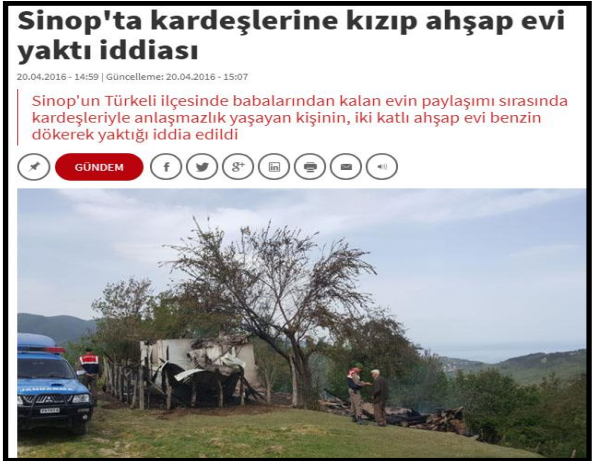 Sinop'ta kardeşlerine kızıp ahşap evi
yaktı iddiası
20.04.2016 - 14:59 | Güncelleme: 20.04.2016 - 15:07
Sinop'un Türkeli ilçesinde babalarından kalan evin paylaşımı sırasında
kardeşleriyle anlaşmazlık yaşayan kişinin, iki katlı ahşap evi benzin
dökerek yaktığı iddia edildi
GÜNDEM
JANDARMA